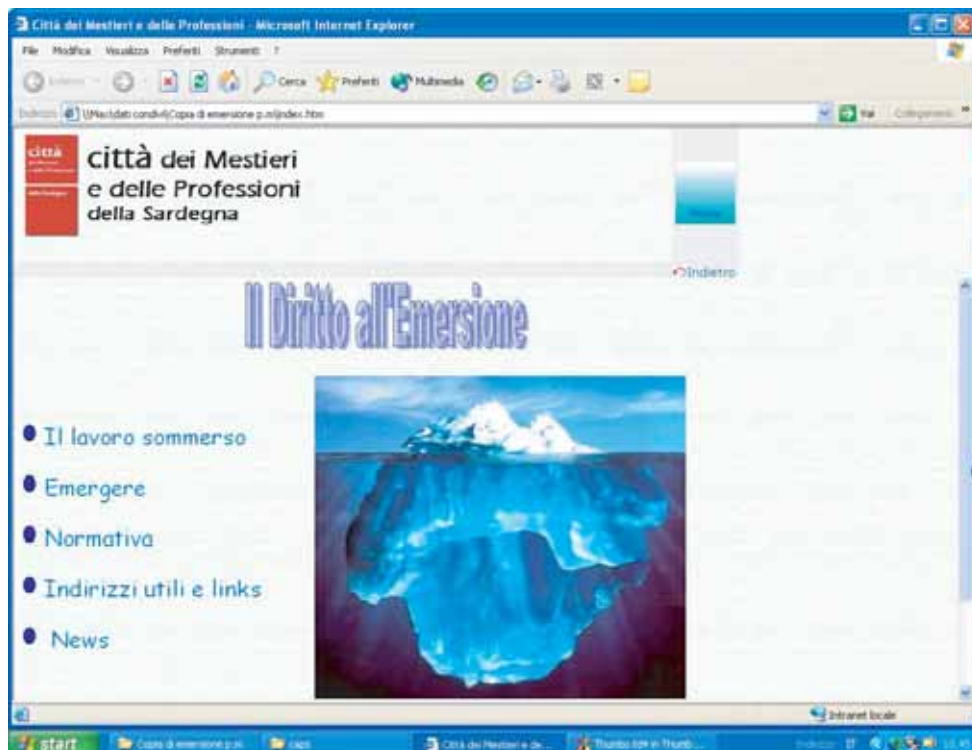 Città dei Mestieri e delle Professioni - Microsoft Internet Explorer
File Modifica Visualizza Preferiti Strumenti ?
Cerca Preferiti Multimedia
Vai
città
città dei Mestieri
e delle Professioni
della Sardegna
Indietro
Il Diritto all'Emersione
Il lavoro sommerso
Emergere
Normativa
Indirizzi utili e links
News
Intranet locale
start